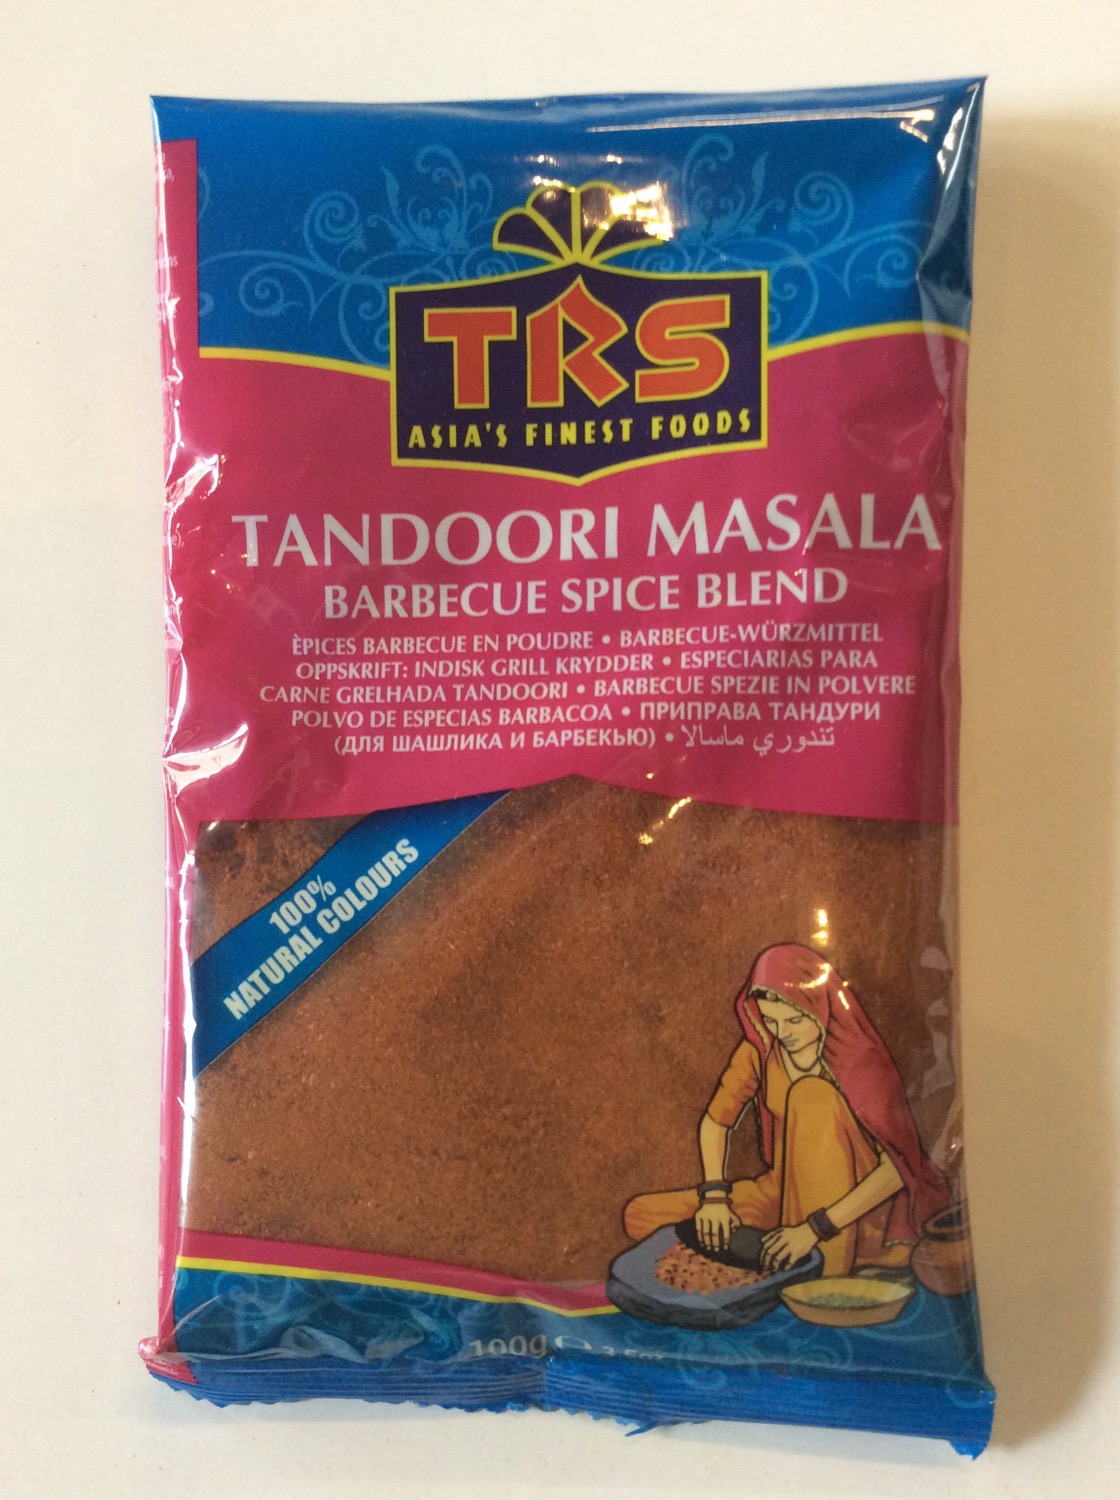 TRS
ASIA'S FINEST FOODS
TANDOORI MASALA
BARBECUE SPICE BLEND
ÈPICES BARBECUE EN POUDRE • BARBECUE-WÜRZMITTEL
OPPSKRIFT: INDISK GRILL KRYDDER • ESPECIARIAS PARA
CARNE GRELHADA TANDOORI • BARBECUE SPEZIE IN POLVERE
POLVO DE ESPECIAS BARBACOA • ПРИПРАВА ТАНДУРИ
(ДЛЯ ШАШЛИКА И БАРБЕКЬЮ) • تندوري ماسالا
100%
NATURAL COLOURS
100g